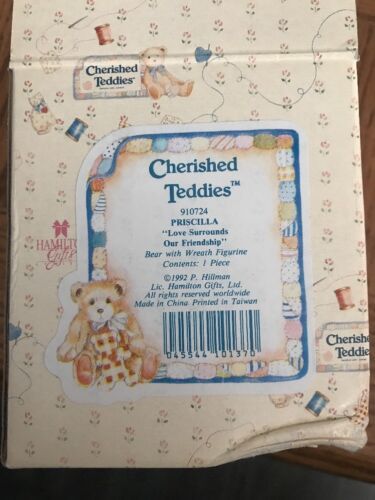 Cherished
Teddies
HAMILTON
Gifts
Cherished
Teddies™
910724
PRISCILLA
"Love Surrounds
Our Friendship"
Bear with Wreath Figurine
Contents: 1 Piece
©1992 P. Hillman
Lic. Hamilton Gifts, Ltd.
All rights reserved worldwide
Made in China Printed in Taiwan
045544 101370
Cherished
Teddies